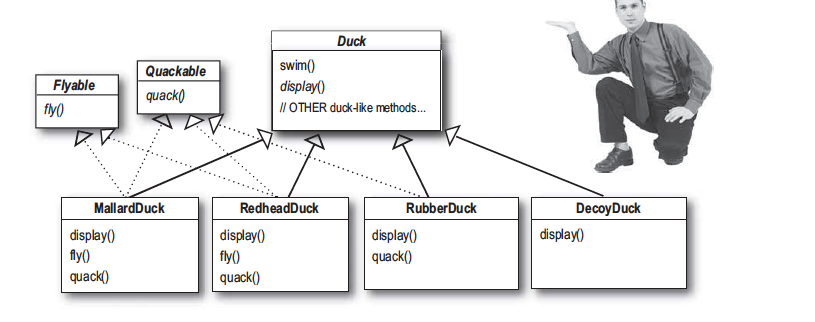 Duck
swim()
display()
// OTHER duck-like methods...
Quackable
quack()
Flyable
fly()
MallardDuck
display()
fly()
quack()
RedheadDuck
display()
fly()
quack()
RubberDuck
display()
quack()
DecoyDuck
display()